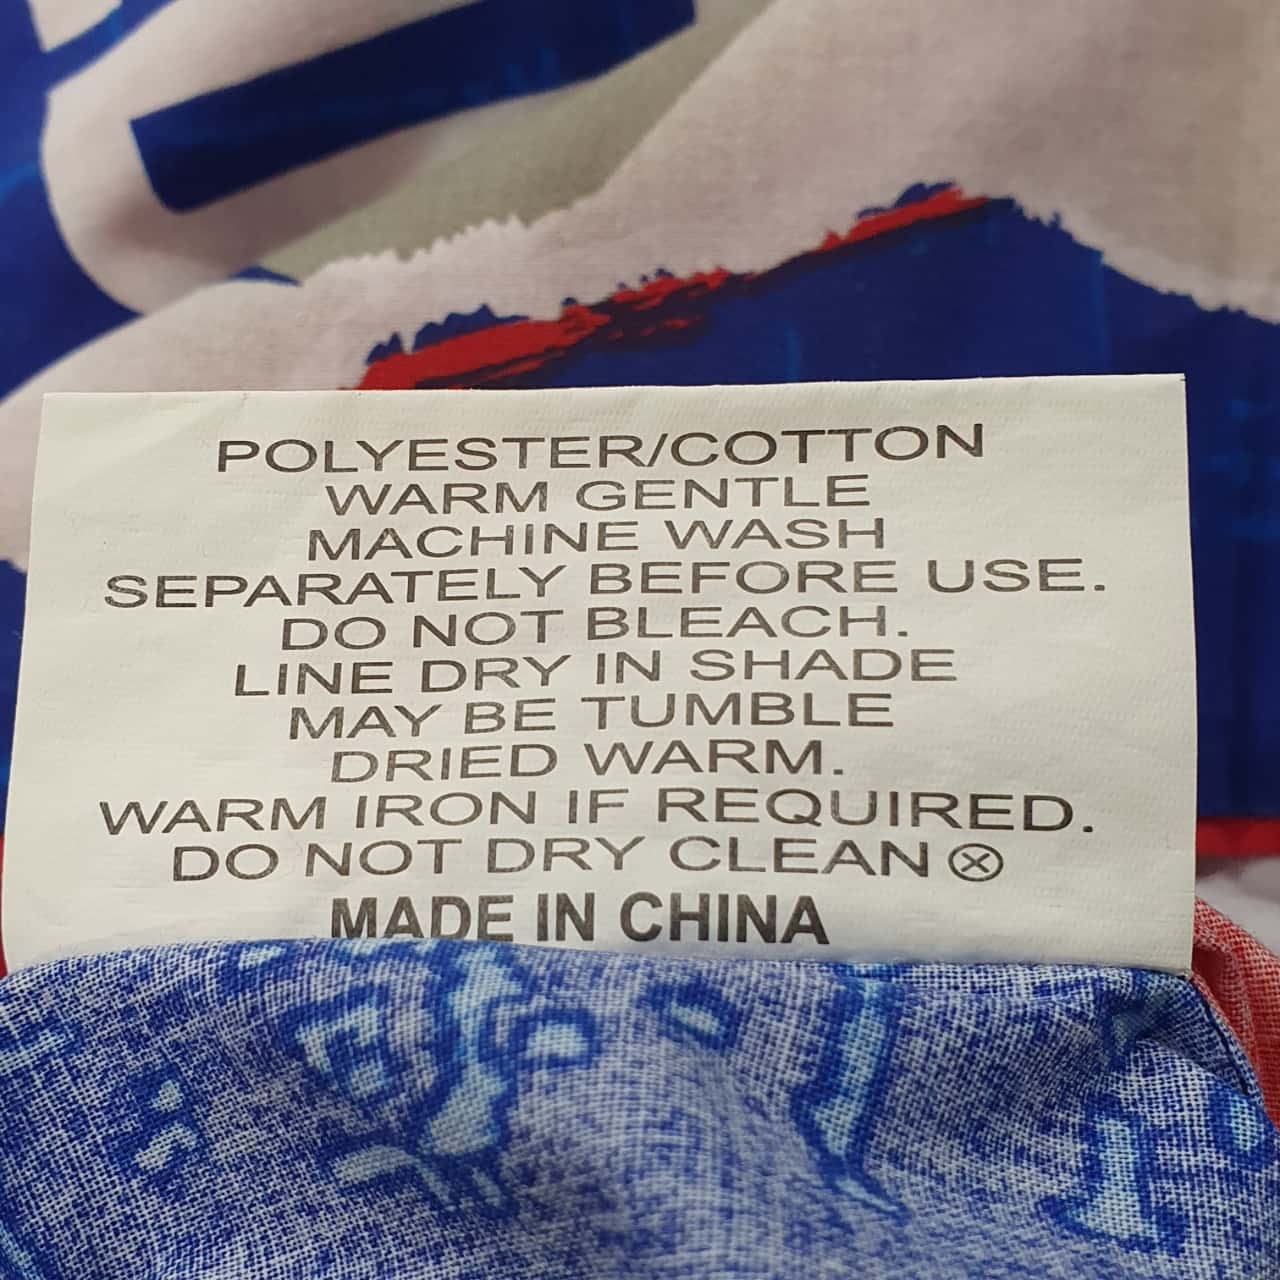 POLYESTER/COTTON
WARM GENTLE
MACHINE WASH
SEPARATELY BEFORE USE.
DO NOT BLEACH.
LINE DRY IN SHADE
MAY BE TUMBLE
DRIED WARM.
WARM IRON IF REQUIRED.
DO NOT DRY CLEAN
MADE IN CHINA